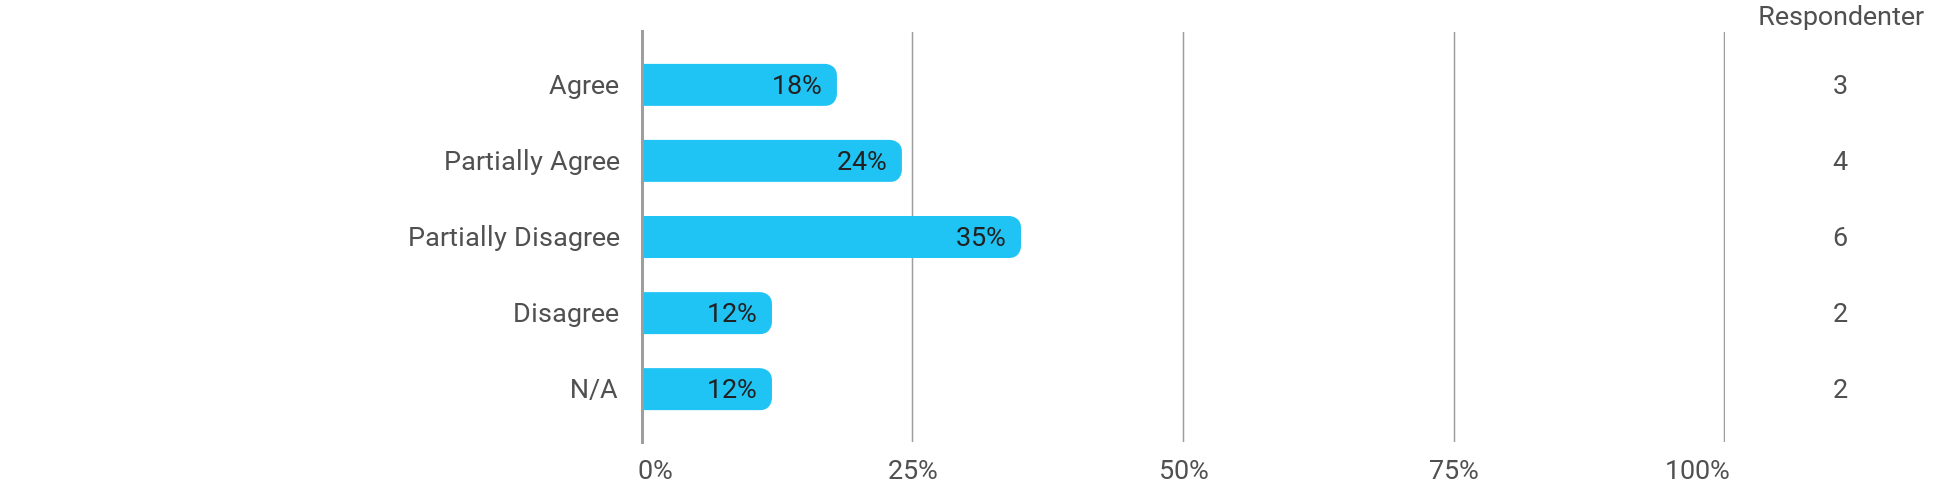 Respondenter
Agree 18% 3
Partially Agree 24% 4
Partially Disagree 35% 6
Disagree 12% 2
N/A 12% 2
0% 25% 50% 75% 100%